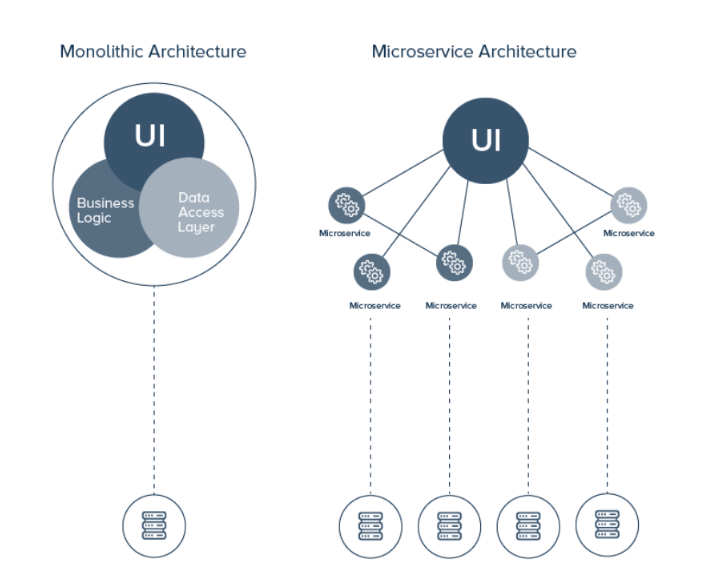 Monolithic Architecture
Microservice Architecture
UI
Business
Logic
Data
Access
Layer
UI
Microservice
Microservice
Microservice
Microservice
Microservice
Microservice